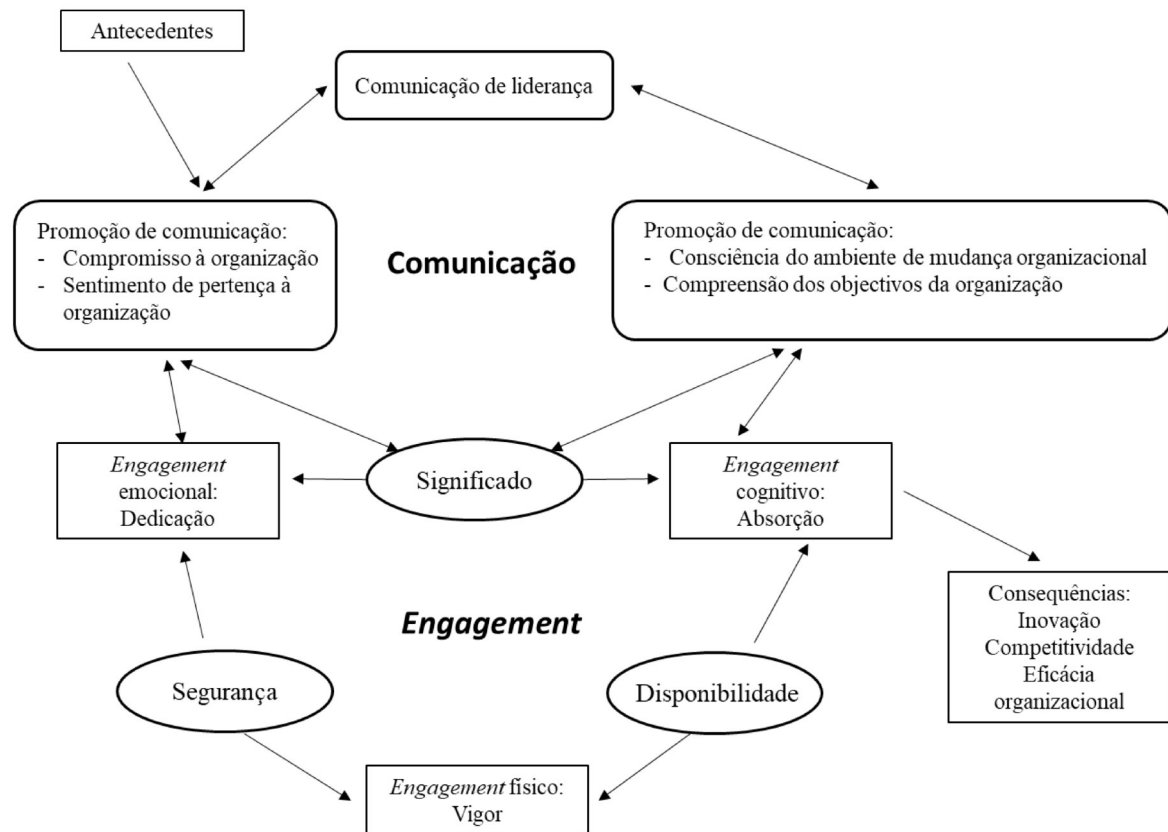 Antecedentes
Comunicação de liderança
Promoção de comunicação:
- Compromisso à organização
- Sentimento de pertença à
organização
Comunicação
Promoção de comunicação:
- Consciência do ambiente de mudança organizacional
- Compreensão dos objectivos da organização
Engagement
emocional:
Dedicação
Significado
Engagement
cognitivo:
Absorção
Engagement
Consequências:
Inovação
Competitividade
Eficácia
organizacional
Segurança
Disponibilidade
Engagement físico:
Vigor